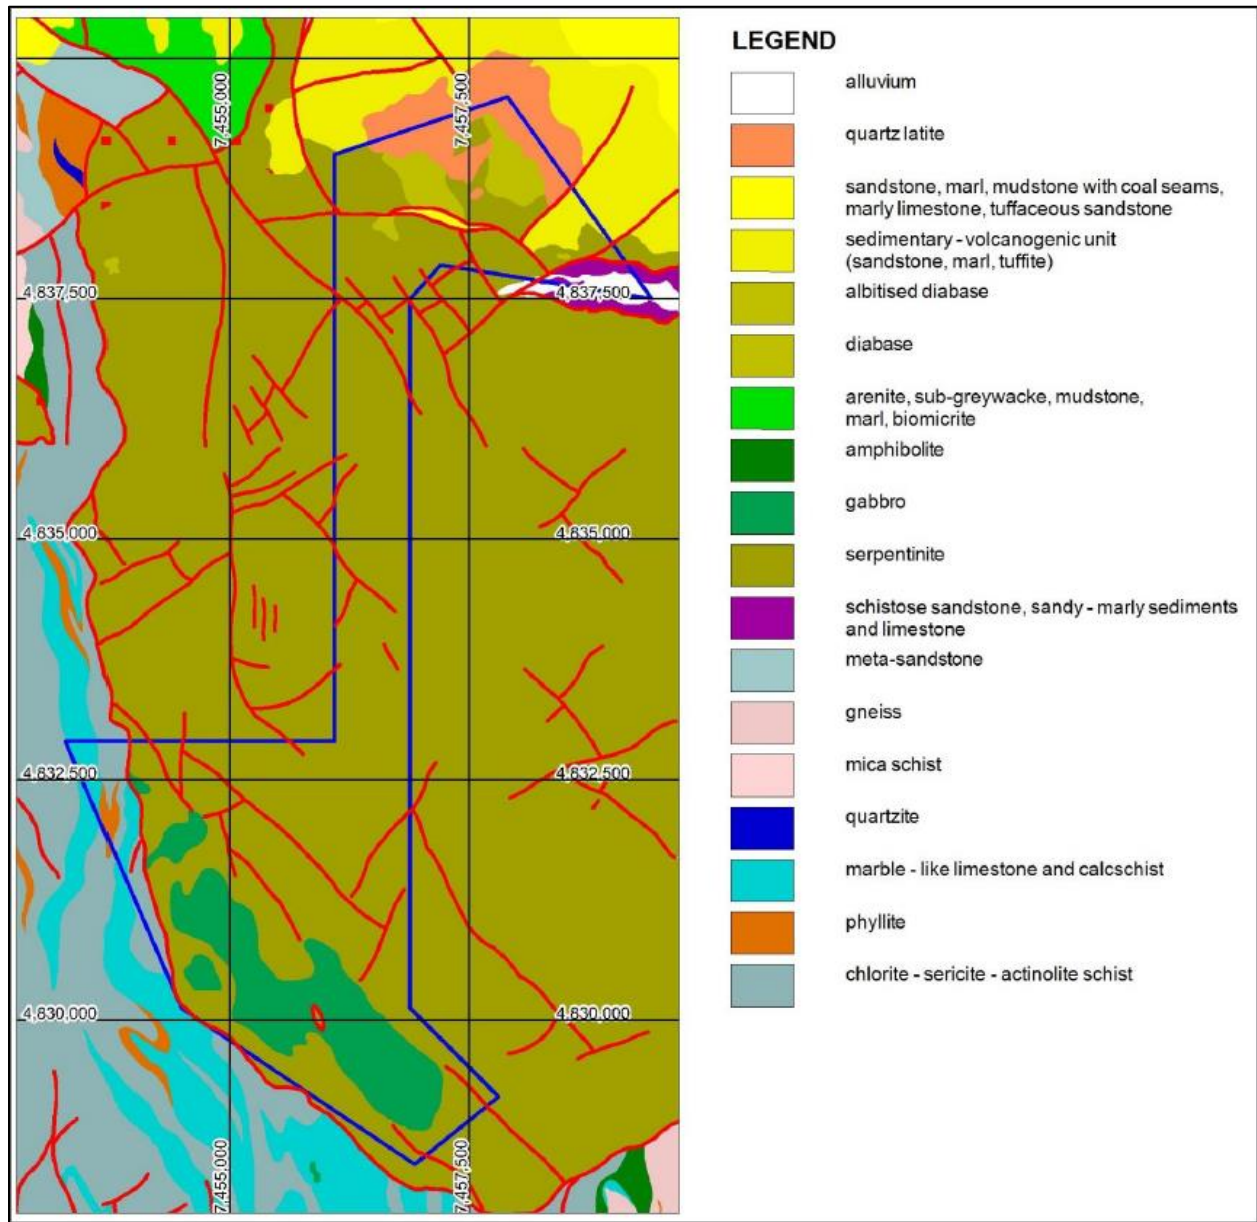 7,455,000
7,457,500
4,837,500
4,837,500
4,835,000
4,835,000
4,832,500
4,832,500
4,830,000
4,830,000
7,455,000
7,457,500
LEGEND
alluvium
quartz latite
sandstone, marl, mudstone with coal seams,
marly limestone, tuffaceous sandstone
sedimentary - volcanogenic unit
(sandstone, marl, tuffite)
albitised diabase
diabase
arenite, sub-greywacke, mudstone,
marl, biomicrite
amphibolite
gabbro
serpentinite
schistose sandstone, sandy - marly sediments
and limestone
meta-sandstone
gneiss
mica schist
quartzite
marble - like limestone and calcschist
phyllite
chlorite - sericite - actinolite schist